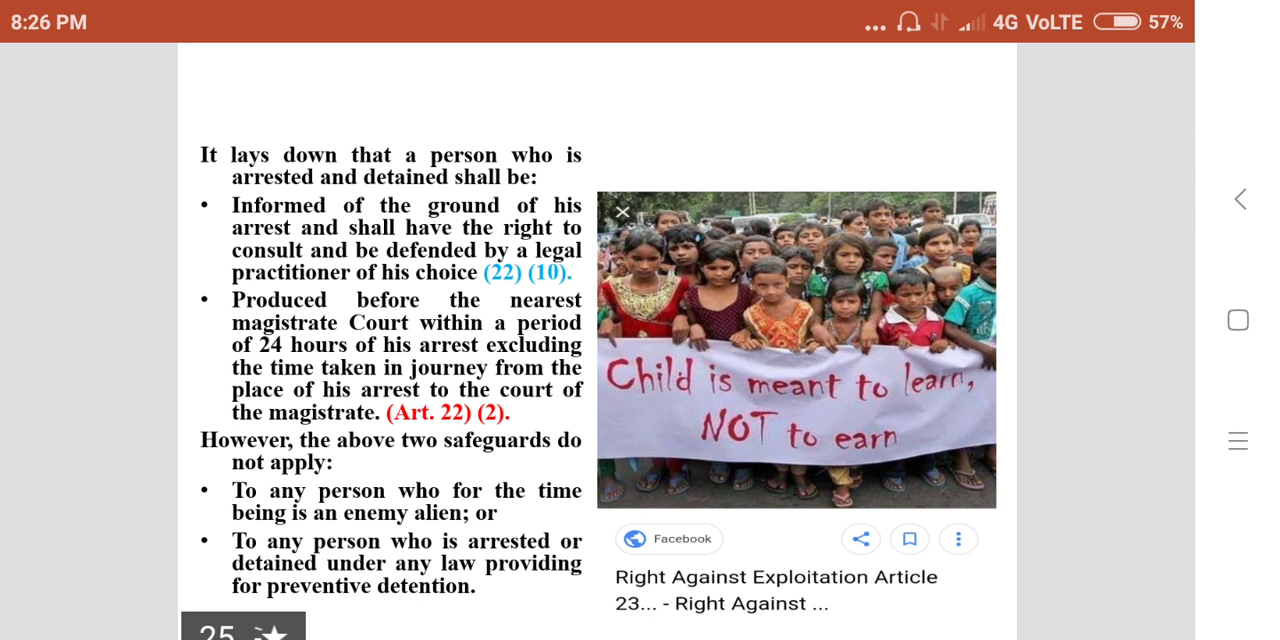 8:26 PM
... 4G VoLTE 57%
It lays down that a person who is
arrested and detained shall be:
• Informed of the ground of his
arrest and shall have the right to
consult and be defended by a legal
practitioner of his choice (22) (10).
• Produced before the nearest
magistrate Court within a period
of 24 hours of his arrest excluding
the time taken in journey from the
place of his arrest to the court of
the magistrate. (Art. 22) (2).
However, the above two safeguards do
not apply:
• To any person who for the time
being is an enemy alien; or
• To any person who is arrested or
detained under any law providing
for preventive detention.
25
Child is meant to learn,
NOT to earn
Facebook
Right Against Exploitation Article
23... - Right Against ...